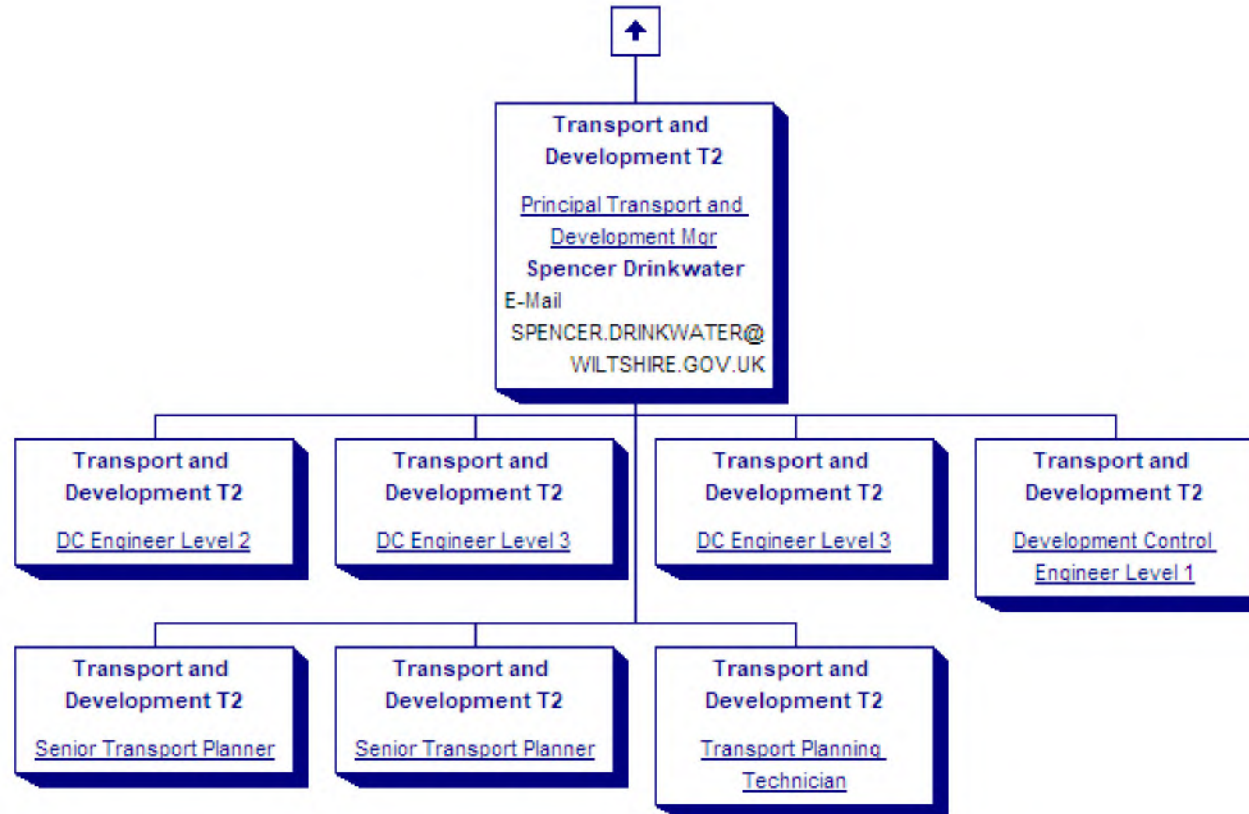 Transport and
Development T2
Principal Transport and
Development Mgr
Spencer Drinkwater
E-Mail
SPENCER.DRINKWATER@
WILTSHIRE.GOV.UK
Transport and
Development T2
DC Engineer Level 2
Transport and
Development T2
DC Engineer Level 3
Transport and
Development T2
DC Engineer Level 3
Transport and
Development T2
Development Control
Engineer Level 1
Transport and
Development T2
Senior Transport Planner
Transport and
Development T2
Senior Transport Planner
Transport and
Development T2
Transport Planning
Technician